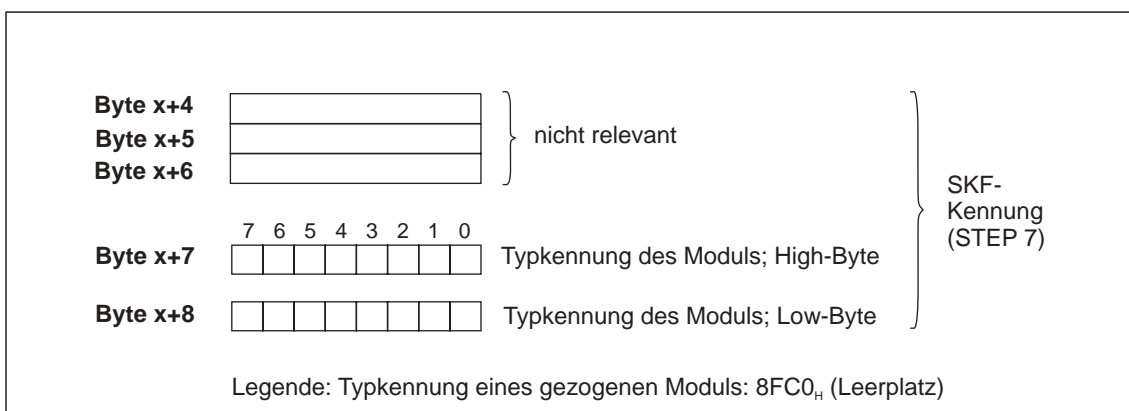 Byte x+4
Byte x+5
nicht relevant
Byte x+6
SKF-
Kennung
(STEP 7)
7 6 5 4 3 2 1 0
Byte x+7 Typkennung des Moduls; High-Byte
Byte x+8 Typkennung des Moduls; Low-Byte
Legende: Typkennung eines gezogenen Moduls: 8FC0H (Leerplatz)